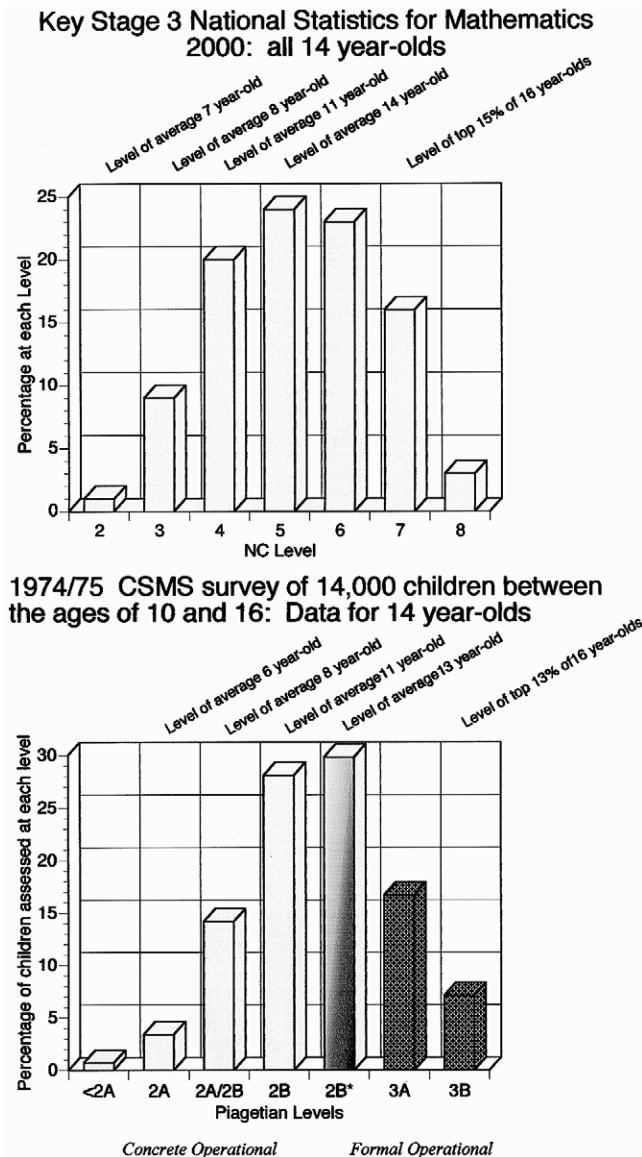 Key Stage 3 National Statistics for Mathematics
2000: all 14 year-olds
Level of average 7 year-old
Level of average 8 year-old
Level of average 11 year-old
Level of average 14 year-old
Level of top 15% of 16 year-olds
Percentage at each Level
25
20
15
10
5
0
2 3 4 5 6 7 8
NC Level
1974/75 CSMS survey of 14,000 children between
the ages of 10 and 16: Data for 14 year-olds
Level of average 6 year-old
Level of average 8 year-old
Level of average11 year-old
Level of average13 year-old
Level of top 13% of16 year-olds
Percentage of children assessed at each level
30
25
20
15
10
5
0
<2A 2A 2A/2B 2B 2B* 3A 3B
Piagetian Levels
Concrete Operational Formal Operational